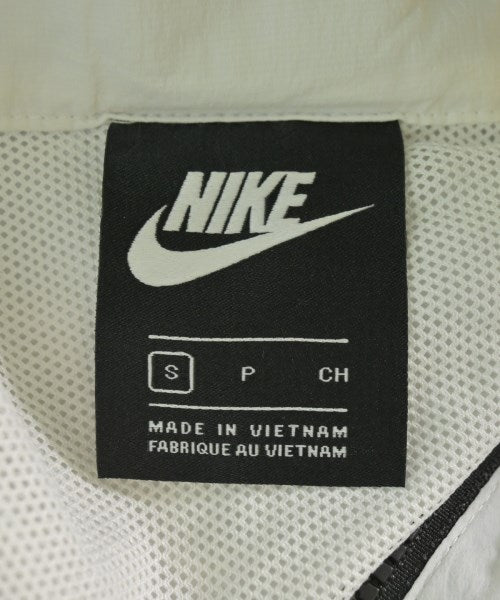 NIKE
S P CH
MADE IN VIETNAM
FABRIQUE AU VIETNAM